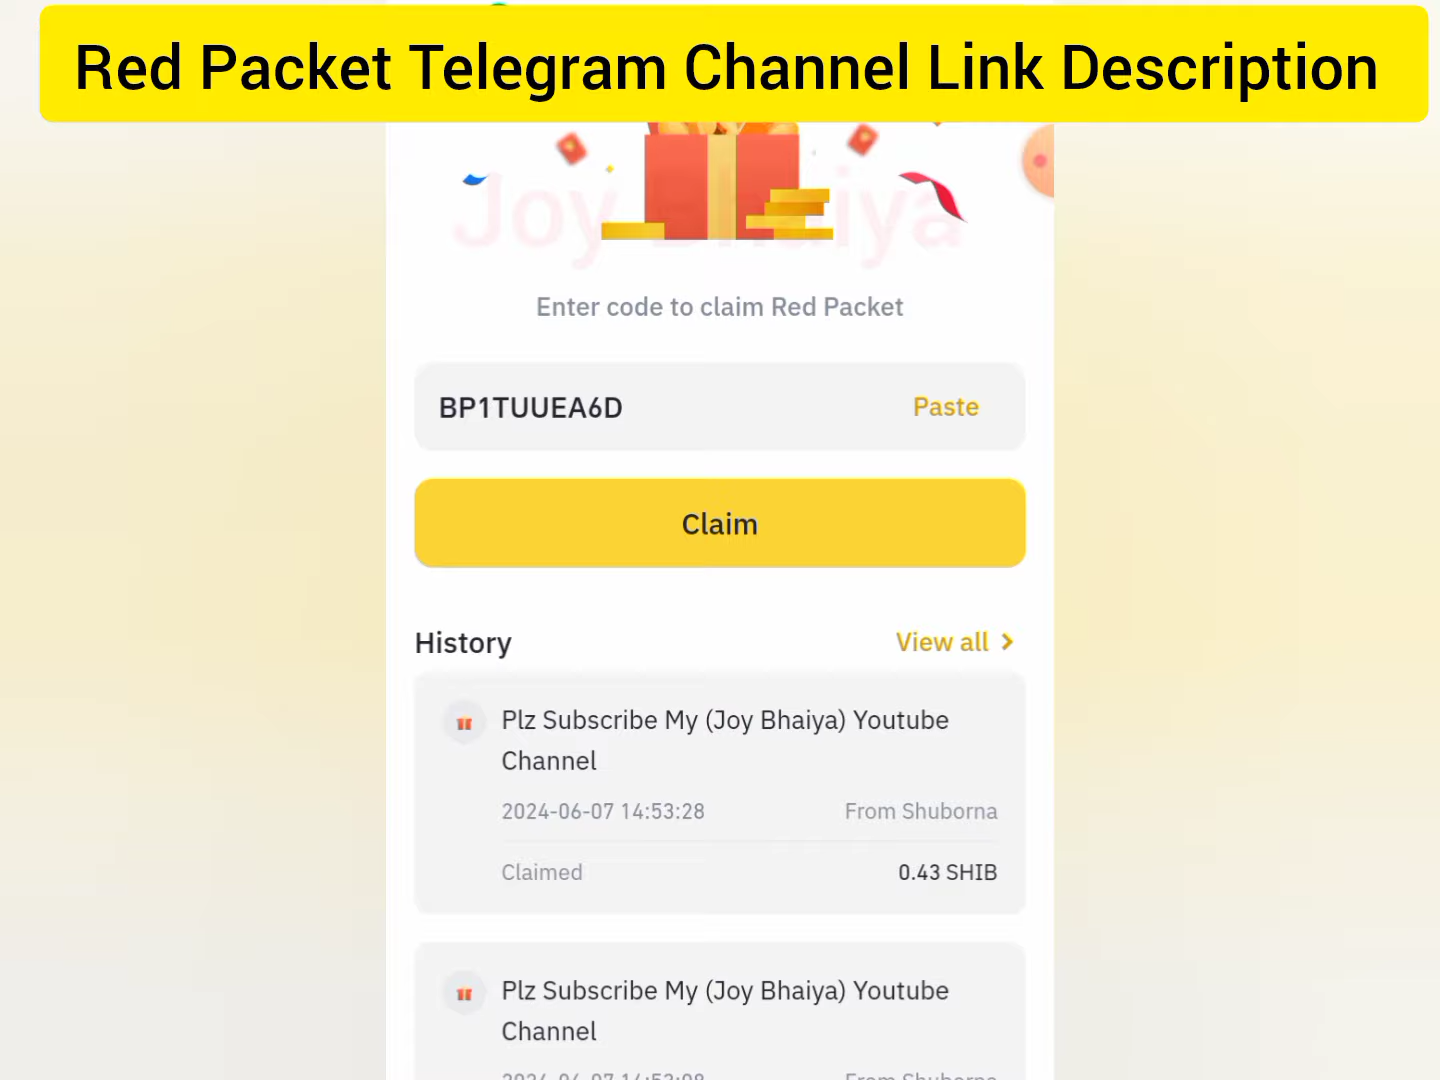 Red Packet Telegram Channel Link Description
Joy Bhaiya
Enter code to claim Red Packet
BP1TUUEA6D Paste
Claim
History View all >
Plz Subscribe My (Joy Bhaiya) Youtube
Channel
2024-06-07 14:53:28 From Shuborna
Claimed 0.43 SHIB
Plz Subscribe My (Joy Bhaiya) Youtube
Channel